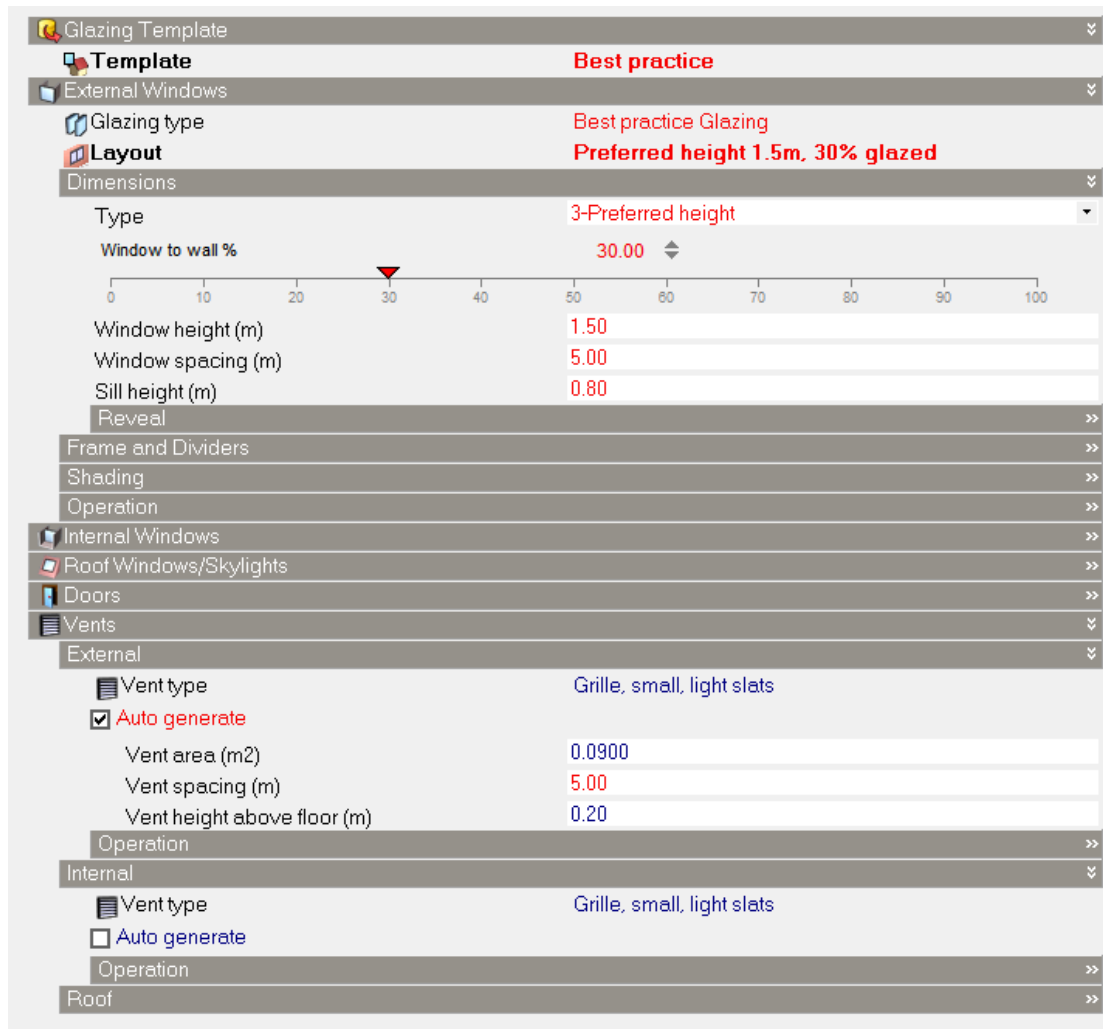 Glazing Template
Template Best practice
External Windows
Glazing type Best practice Glazing
Layout Preferred height 1.5m, 30% glazed
Dimensions
Type 3-Preferred height
Window to wall % 30.00
0 10 20 30 40 50 60 70 80 90 100
Window height (m) 1.50
Window spacing (m) 5.00
Sill height (m) 0.80
Reveal
Frame and Dividers
Shading
Operation
Internal Windows
Roof Windows/Skylights
Doors
Vents
External
Vent type Grille, small, light slats
Auto generate
Vent area (m2) 0.0900
Vent spacing (m) 5.00
Vent height above floor (m) 0.20
Operation
Internal
Vent type Grille, small, light slats
Auto generate
Operation
Roof